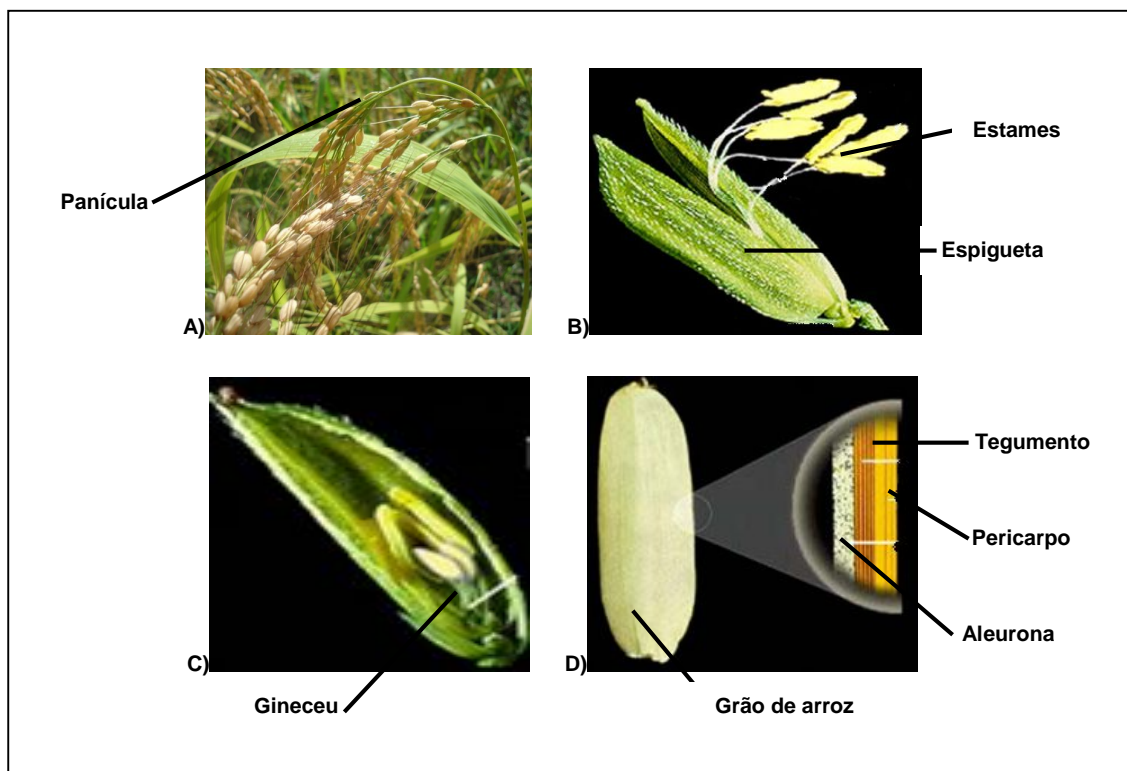 Panícula
A)
Estames
Espigueta
B)
C)
Gineceu
Tegumento
Pericarpo
Aleurona
D)
Grão de arroz